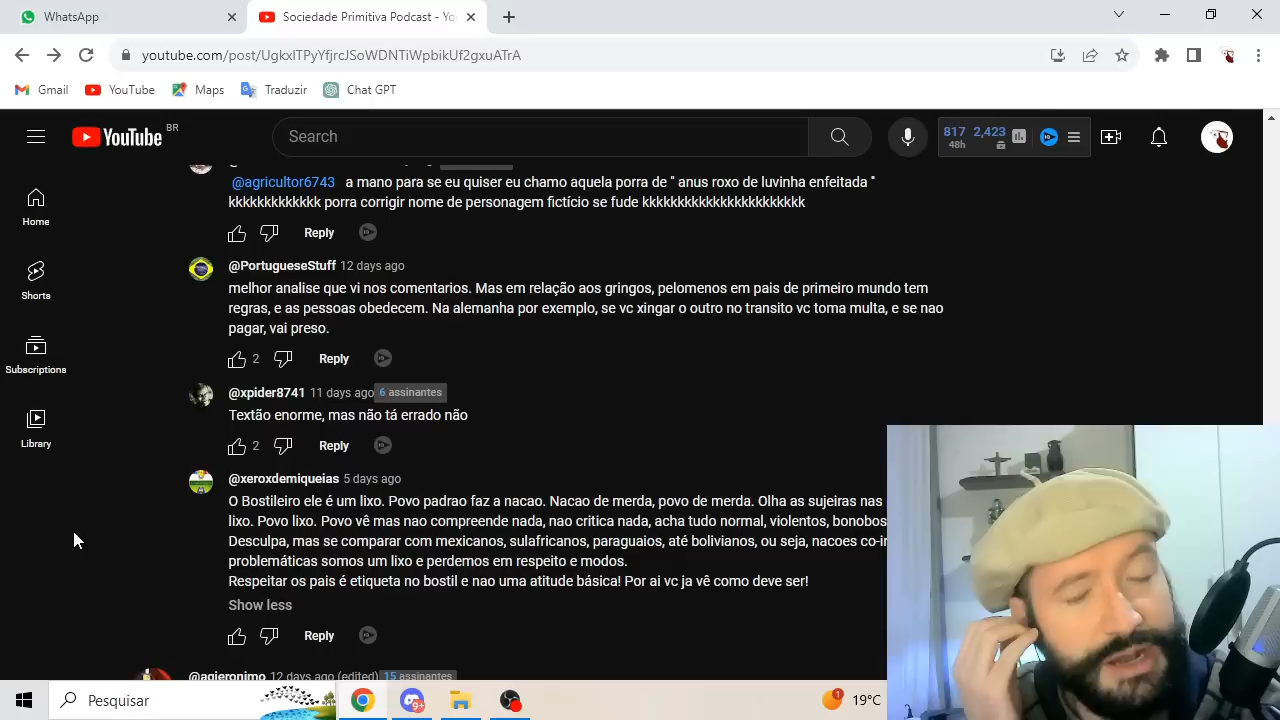 WhatsApp
Sociedade Primitiva Podcast - Yo
youtube.com/post/UgkxlTPyYfjrcJSoWDNTiWpbikUf2gxuATrA
Gmail
YouTube
Maps
Traduzir
Chat GPT
YouTube BR
Search
817 2,423
48h
Home
Shorts
Subscriptions
Library
@agricultor6743 a mano para se eu quiser eu chamo aquela porra de " anus roxo de luvinha enfeitada "
kkkkkkkkkkkkk porra corrigir nome de personagem fictício se fude kkkkkkkkkkkkkkkkkkkkkkk
Reply
@PortugueseStuff 12 days ago
melhor analise que vi nos comentarios. Mas em relação aos gringos, pelomenos em pais de primeiro mundo tem
regras, e as pessoas obedecem. Na alemanha por exemplo, se vc xingar o outro no transito vc toma multa, e se nao
pagar, vai preso.
2 Reply
@xpider8741 11 days ago 6 assinantes
Textão enorme, mas não tá errado não
2 Reply
@xeroxdemiqueias 5 days ago
O Bostileiro ele é um lixo. Povo padrao faz a nacao. Nacao de merda, povo de merda. Olha as sujeiras nas
lixo. Povo lixo. Povo vê mas nao compreende nada, nao critica nada, acha tudo normal, violentos, bonobos
Desculpa, mas se comparar com mexicanos, sulafricanos, paraguaios, até bolivianos, ou seja, nacoes co-ir
problemáticas somos um lixo e perdemos em respeito e modos.
Respeitar os pais é etiqueta no bostil e nao uma atitude básica! Por ai vc ja vê como deve ser!
Show less
Reply
@agieronimo 12 days ago (edited) 15 assinantes
Pesquisar
9+
1
19°C